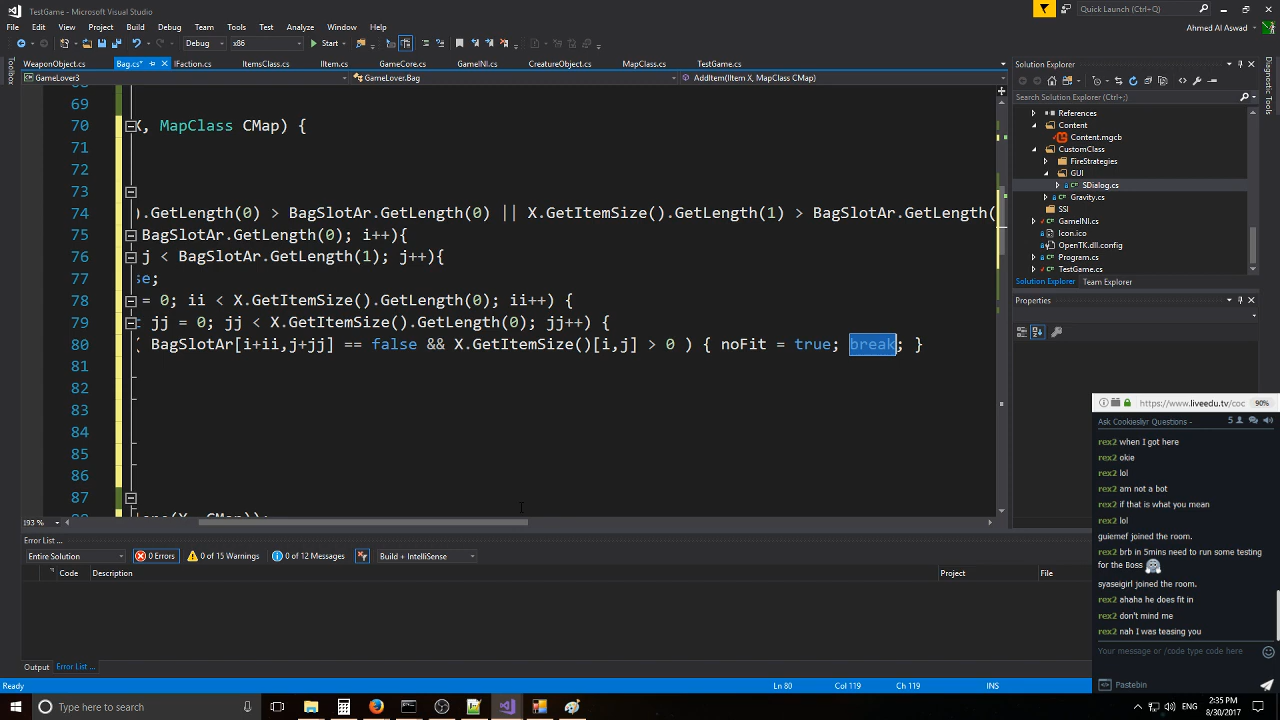 TestGame - Microsoft Visual Studio
Quick Launch (Ctrl+;)
File Edit View Project Build Debug Team Tools Test Analyze Window Help
Ahmed Al Aswad
Debug x86 Start
WeaponObject.cs Bag.cs* IFaction.cs ItemsClass.cs IItem.cs GameCore.cs GameINI.cs CreatureObject.cs MapClass.cs TestGame.cs
Toolbox
GameLover3 GameLover.Bag AddItem(IItem X, MapClass CMap)
69
70 X, MapClass CMap) {
71
72
73
74 ).GetLength(0) > BagSlotAr.GetLength(0) || X.GetItemSize().GetLength(1) > BagSlotAr.GetLength(
75 BagSlotAr.GetLength(0); i++){
76 j < BagSlotAr.GetLength(1); j++){
77 se;
78 = 0; ii < X.GetItemSize().GetLength(0); ii++) {
79 jj = 0; jj < X.GetItemSize().GetLength(0); jj++) {
80 ( BagSlotAr[i+ii,j+jj] == false && X.GetItemSize()[i,j] > 0 ) { noFit = true; break; }
81
82
83
84
85
86
87
193 %
Solution Explorer
Search Solution Explorer (Ctrl+;)
References
Content
Content.mgcb
CustomClass
FireStrategies
GUI
SDialog.cs
Gravity.cs
SSI
GameINI.cs
Icon.ico
OpenTK.dll.config
Program.cs
TestGame.cs
Solution Explorer Team Explorer
Properties
Diagnostic Tools
Error List ...
Entire Solution 0 Errors 0 of 15 Warnings 0 of 12 Messages Build + IntelliSense
Code Description Project File
Output Error List ...
Ready Ln 80 Col 119 Ch 119 INS
https://www.liveedu.tv/coc 90%
Ask Cookieslyr Questions - 5
rex2 when I got here
rex2 okie
rex2 lol
rex2 am not a bot
rex2 if that is what you mean
rex2 lol
guiemef joined the room.
rex2 brb in 5mins need to run some testing
for the Boss
syaseigirl joined the room.
rex2 ahaha he does fit in
rex2 don't mind me
rex2 nah I was teasing you
Your message or /code type code here
Pastebin
Type here to search
ENG
2:35 PM
8/30/2017